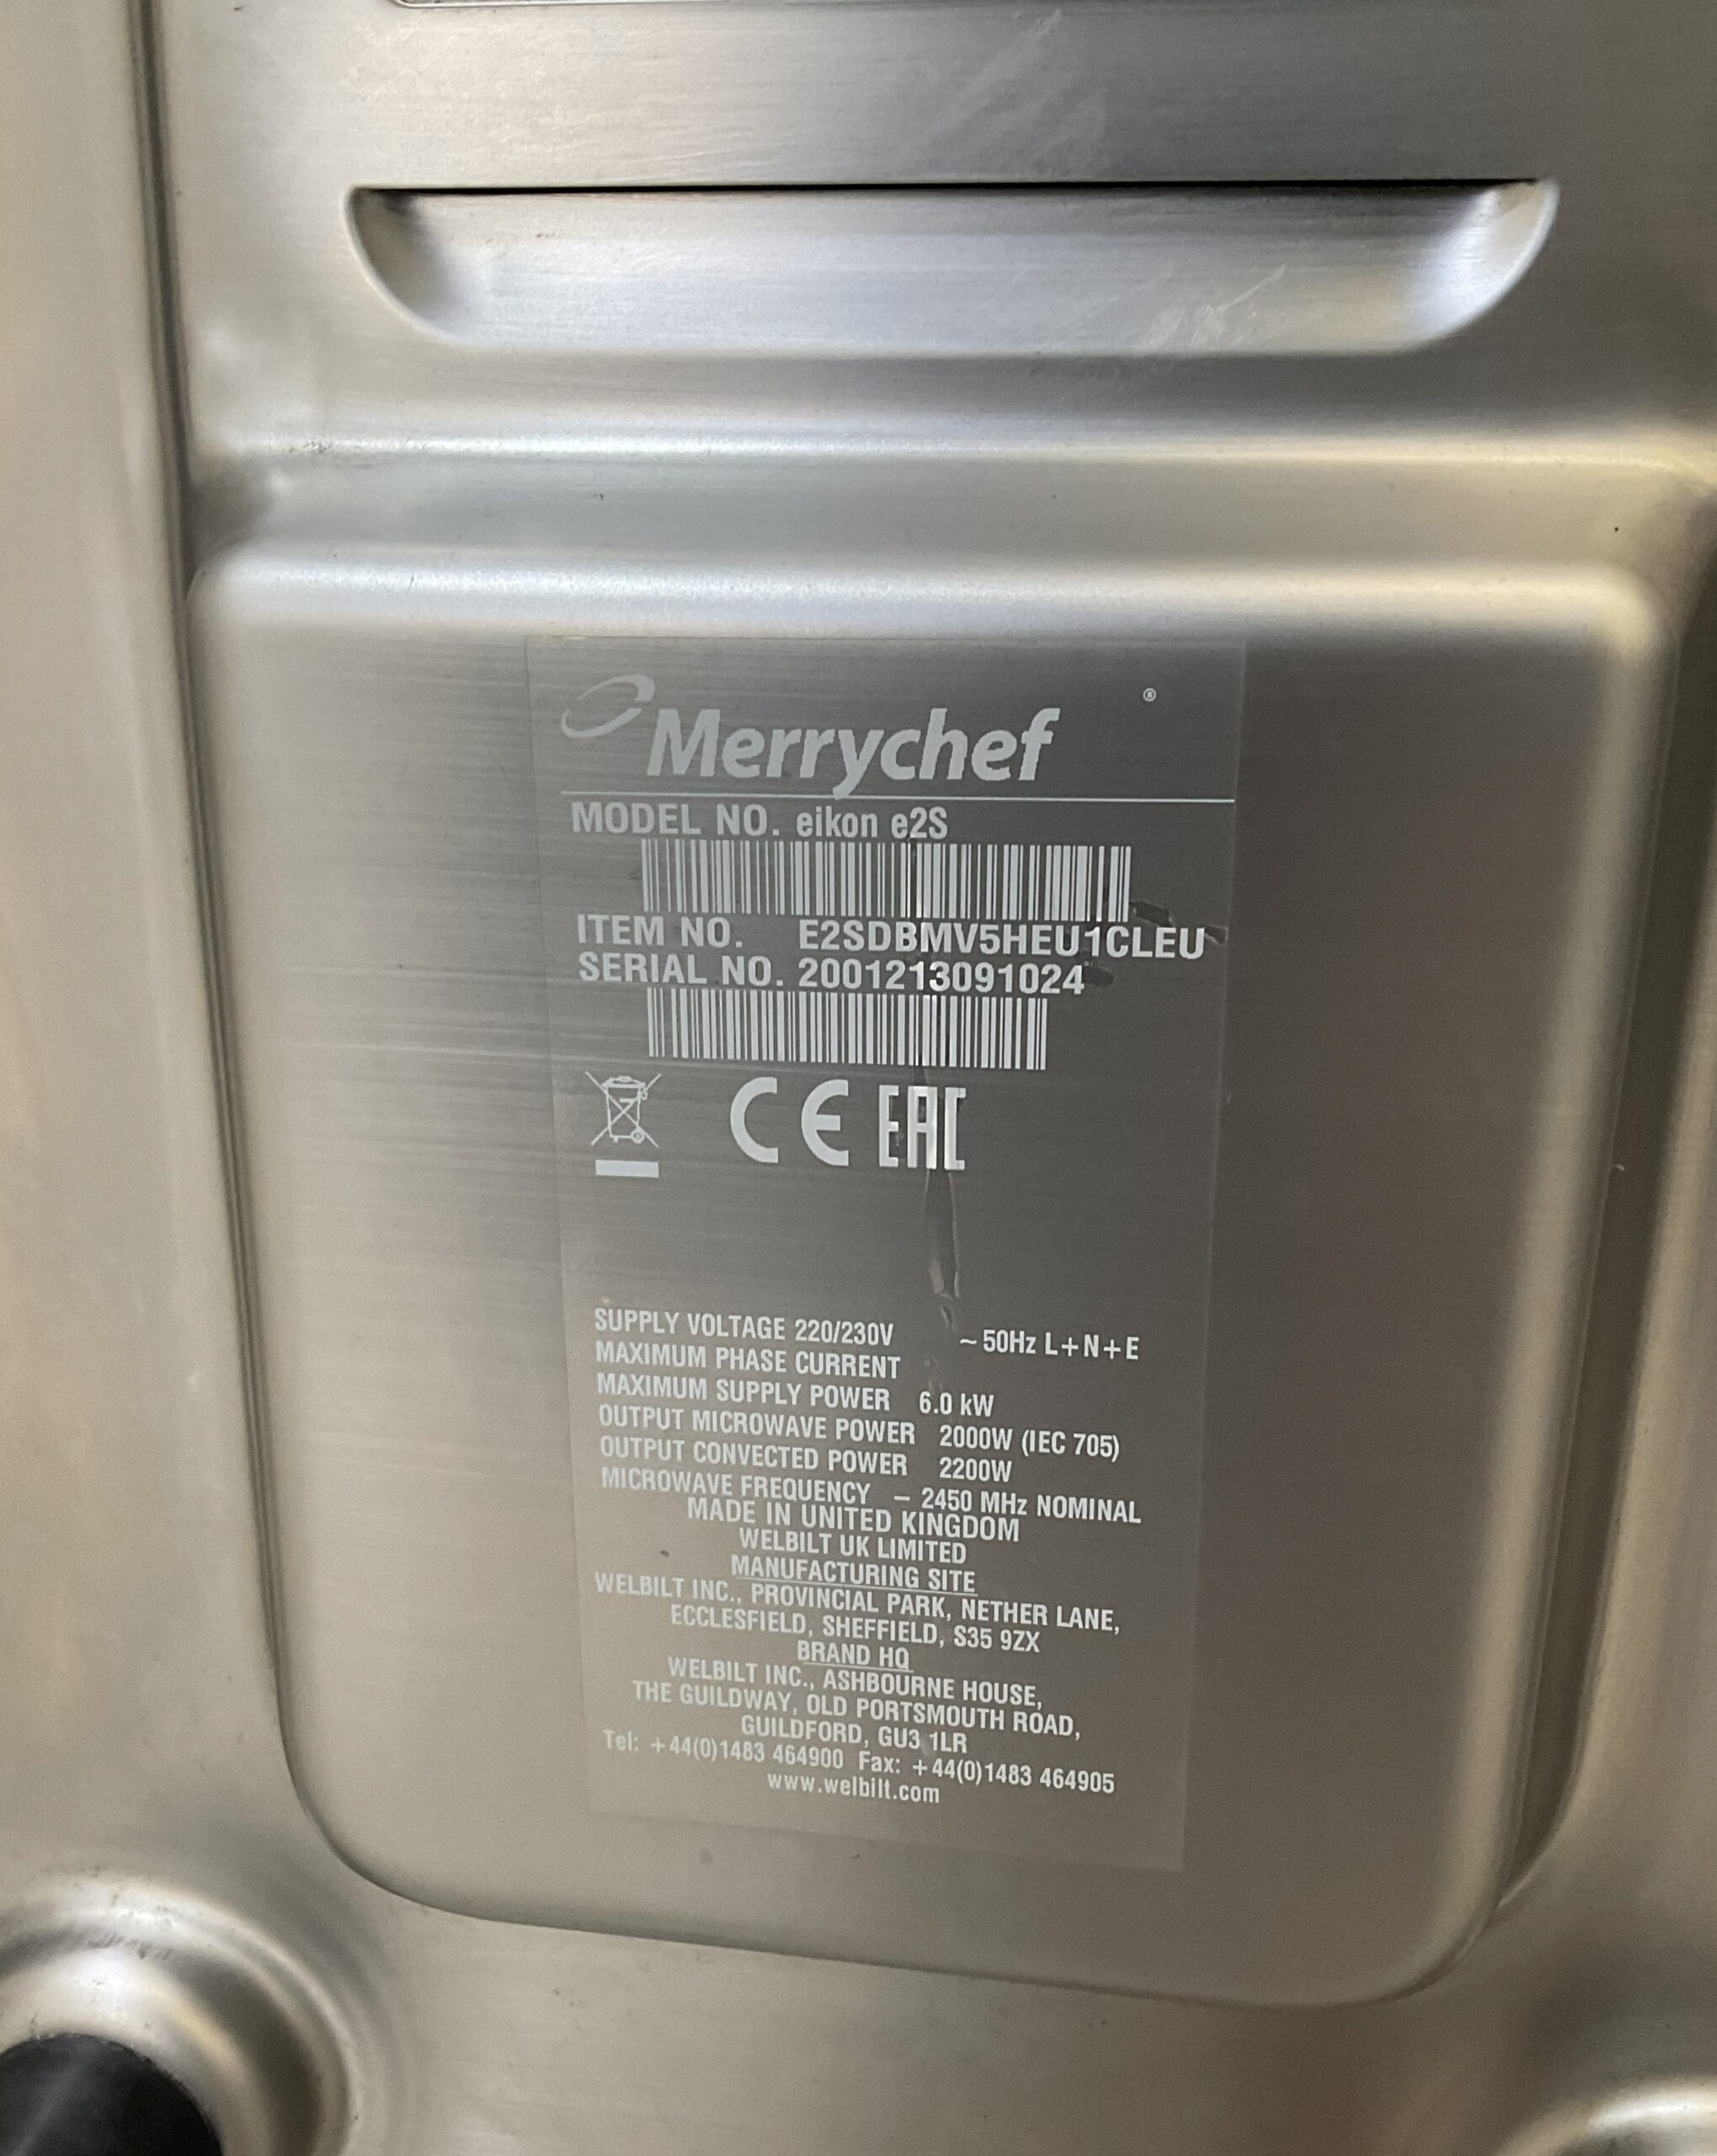 Merrychef ®
MODEL NO. eikon e2S
ITEM NO. E2SDBMV5HEU1CLEU
SERIAL NO. 2001213091024
CE EAC
SUPPLY VOLTAGE 220/230V ~ 50Hz L+N+E
MAXIMUM PHASE CURRENT
MAXIMUM SUPPLY POWER 6.0 kW
OUTPUT MICROWAVE POWER 2000W (IEC 705)
OUTPUT CONVECTED POWER 2200W
MICROWAVE FREQUENCY – 2450 MHz NOMINAL
MADE IN UNITED KINGDOM
WELBILT UK LIMITED
MANUFACTURING SITE
WELBILT INC., PROVINCIAL PARK, NETHER LANE,
ECCLESFIELD, SHEFFIELD, S35 9ZX
BRAND HQ
WELBILT INC., ASHBOURNE HOUSE,
THE GUILDWAY, OLD PORTSMOUTH ROAD,
GUILDFORD, GU3 1LR
Tel: +44(0)1483 464900 Fax: +44(0)1483 464905
www.welbilt.com